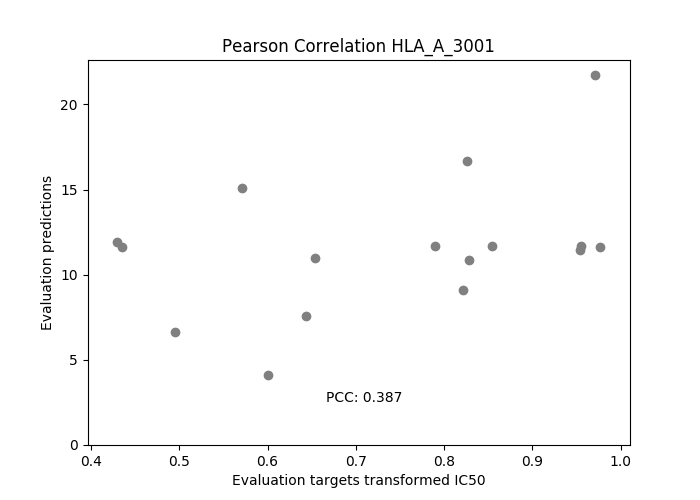 Pearson Correlation HLA_A_3001
Evaluation predictions
20
15
10
5
0
PCC: 0.387
0.4 0.5 0.6 0.7 0.8 0.9 1.0
Evaluation targets transformed IC50